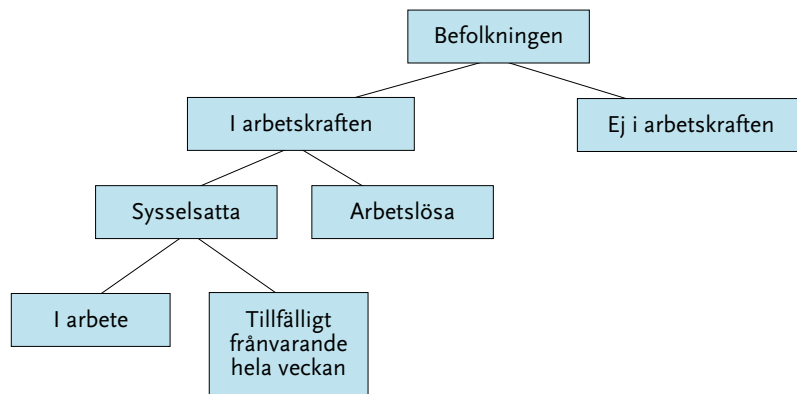 Befolkningen
I arbetskraften
Ej i arbetskraften
Sysselsatta
Arbetslösa
I arbete
Tillfälligt
frånvarande
hela veckan